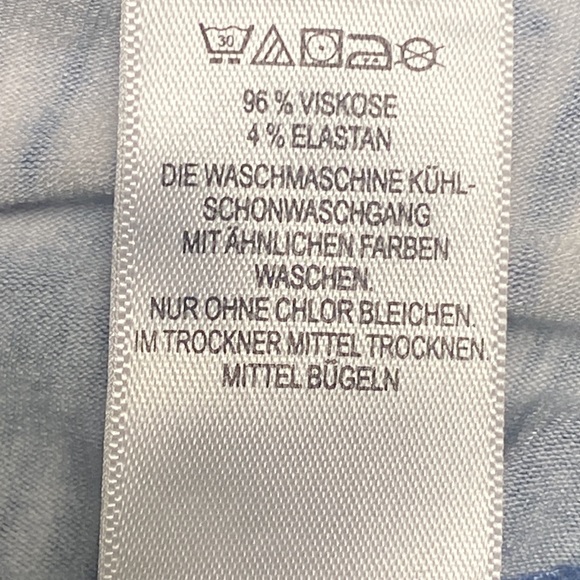 30
96 % VISKOSE
4 % ELASTAN
DIE WASCHMASCHINE KÜHL-
SCHONWASCHGANG
MIT ÄHNLICHEN FARBEN
WASCHEN.
NUR OHNE CHLOR BLEICHEN.
IM TROCKNER MITTEL TROCKNEN.
MITTEL BÜGELN